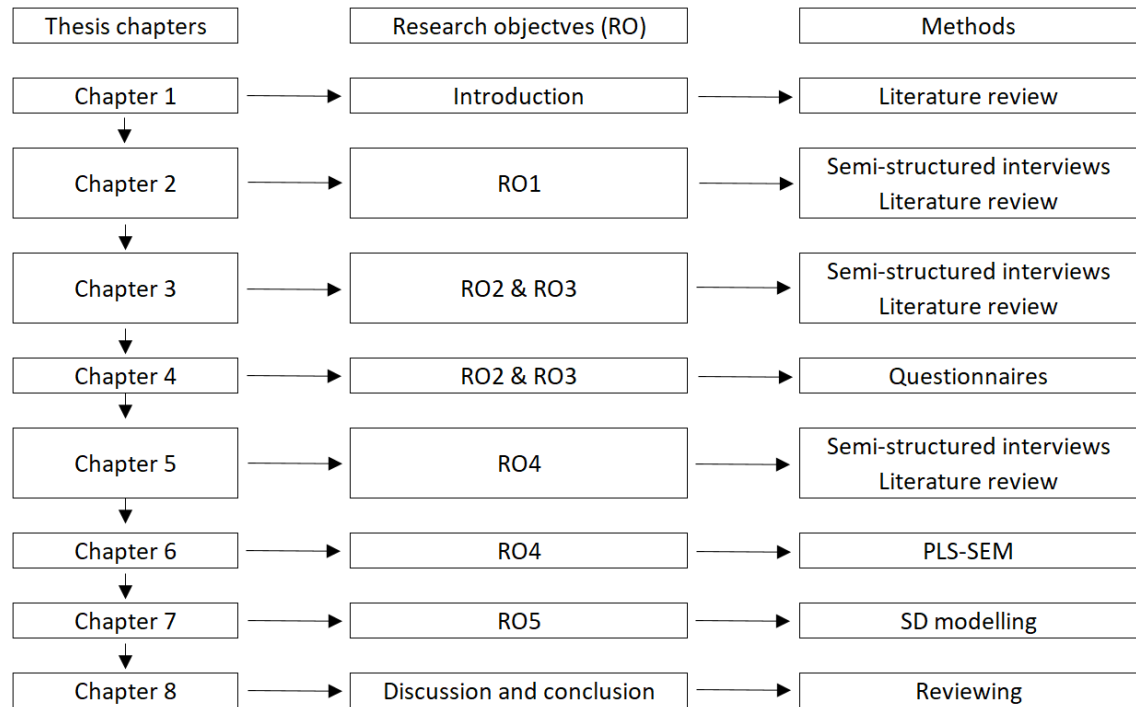 Thesis chapters
Research objectves (RO)
Methods
Chapter 1
Introduction
Literature review
Chapter 2
RO1
Semi-structured interviews
Literature review
Chapter 3
RO2 & RO3
Semi-structured interviews
Literature review
Chapter 4
RO2 & RO3
Questionnaires
Chapter 5
RO4
Semi-structured interviews
Literature review
Chapter 6
RO4
PLS-SEM
Chapter 7
RO5
SD modelling
Chapter 8
Discussion and conclusion
Reviewing